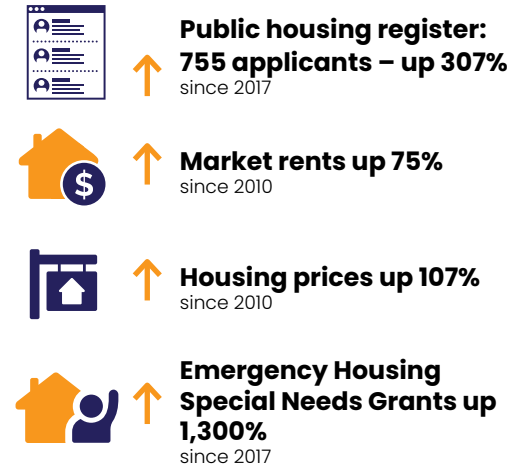 Public housing register:
755 applicants – up 307%
since 2017
$
Market rents up 75%
since 2010
Housing prices up 107%
since 2010
Emergency Housing
Special Needs Grants up
1,300%
since 2017